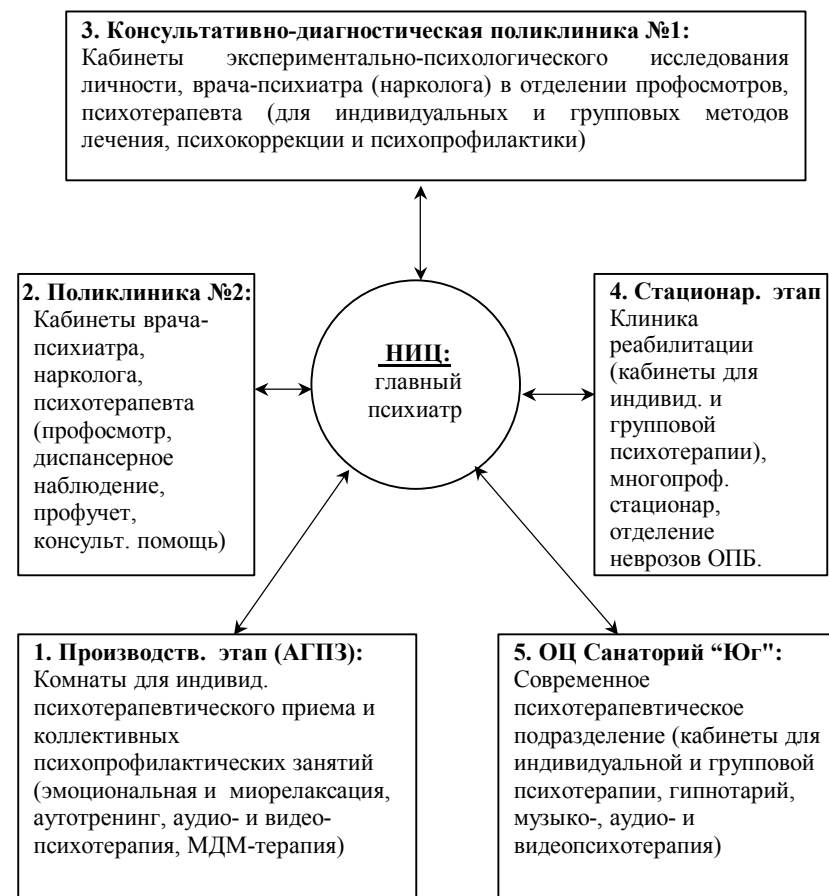 3. Консультативно-диагностическая поликлиника №1:
Кабинеты экспериментально-психологического исследования
личности, врача-психиатра (нарколога) в отделении профосмотров,
психотерапевта (для индивидуальных и групповых методов
лечения, психокоррекции и психопрофилактики)
2. Поликлиника №2:
Кабинеты врача-
психиатра,
нарколога,
психотерапевта
(профосмотр,
диспансерное
наблюдение,
профучет,
консульт. помощь)
НИЦ:
главный
психиатр
4. Стационар. этап
Клиника
реабилитации
(кабинеты для
индивид. и
групповой
психотерапии),
многопроф.
стационар,
отделение
неврозов ОПБ.
1. Производств. этап (АГПЗ):
Комнаты для индивид.
психотерапевтического приема и
коллективных
психопрофилактических занятий
(эмоциональная и миорелаксация,
аутотренинг, аудио- и видео-
психотерапия, МДМ-терапия)
5. ОЦ Санаторий “Юг":
Современное
психотерапевтическое
подразделение (кабинеты для
индивидуальной и групповой
психотерапии, гипнотарий,
музыко-, аудио- и
видеопсихотерапия)